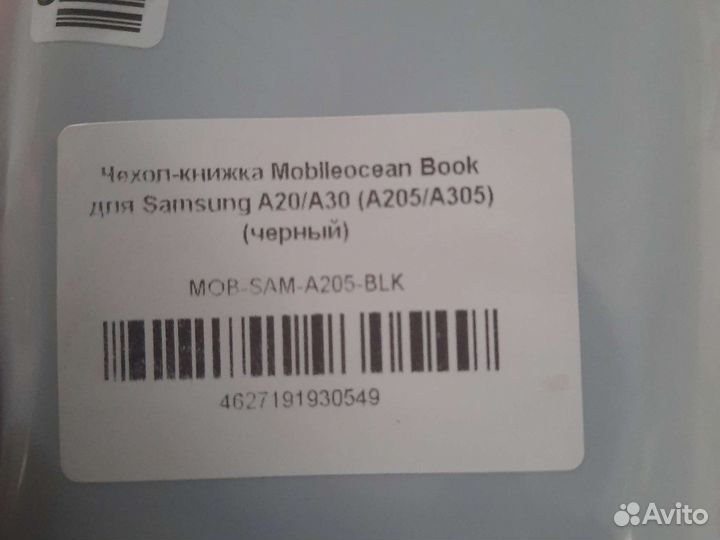 Чехол-книжка Mobileocean Book
для Samsung A20/A30 (A205/A305)
(черный)
MOB-SAM-A205-BLK
4627191930549
Avito